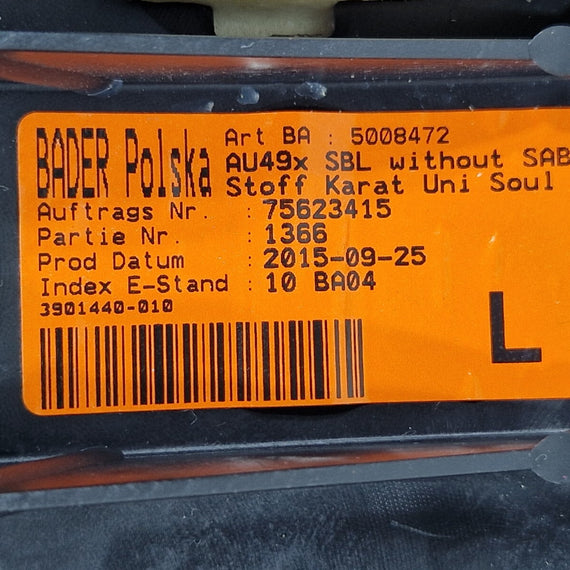 BADER Polska
Art BA : 5008472
AU49x SBL without SAB
Stoff Karat Uni Soul
Auftrags Nr. : 75623415
Partie Nr. : 1366
Prod Datum : 2015-09-25
Index E-Stand : 10 BA04
3901440-010
L